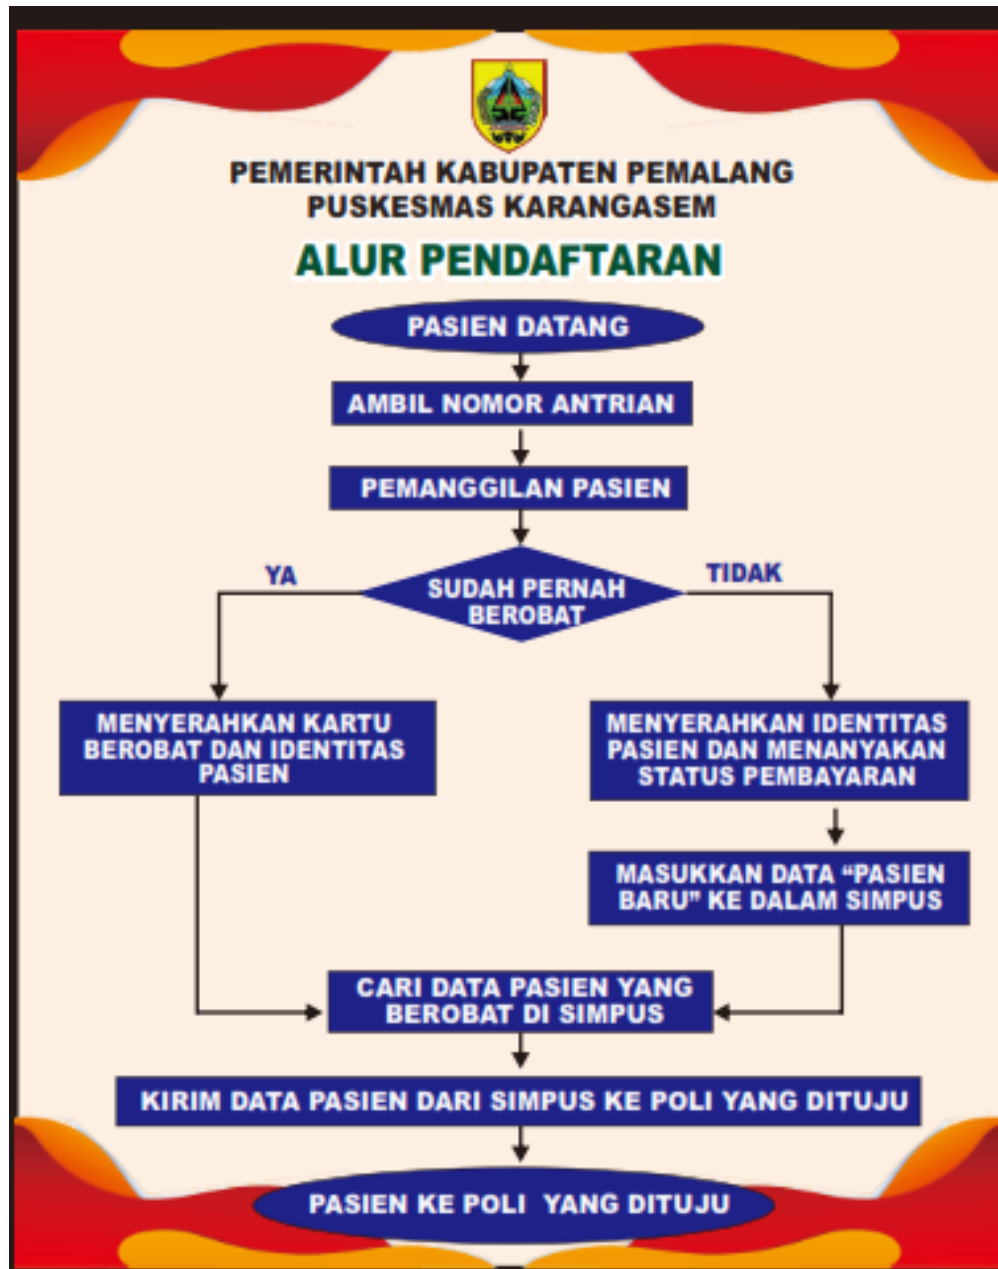 PEMERINTAH KABUPATEN PEMALANG
PUSKESMAS KARANGASEM
ALUR PENDAFTARAN
PASIEN DATANG
AMBIL NOMOR ANTRIAN
PEMANGGILAN PASIEN
SUDAH PERNAH
BEROBAT
YA
TIDAK
MENYERAHKAN KARTU
BEROBAT DAN IDENTITAS
PASIEN
MENYERAHKAN IDENTITAS
PASIEN DAN MENANYAKAN
STATUS PEMBAYARAN
MASUKKAN DATA “PASIEN
BARU” KE DALAM SIMPUS
CARI DATA PASIEN YANG
BEROBAT DI SIMPUS
KIRIM DATA PASIEN DARI SIMPUS KE POLI YANG DITUJU
PASIEN KE POLI YANG DITUJU